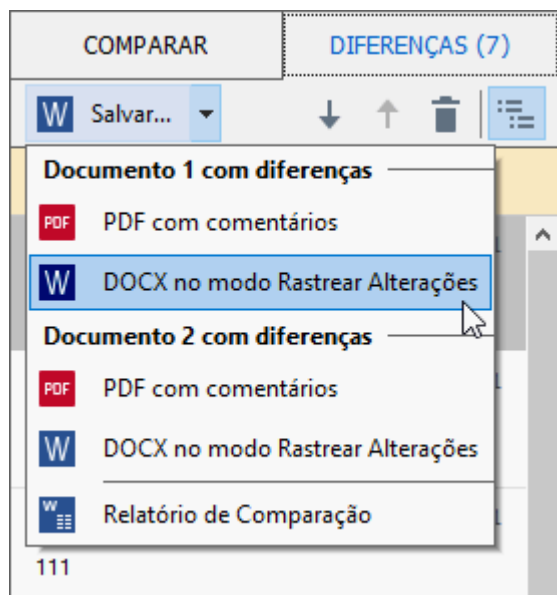 COMPARAR
DIFERENÇAS (7)
W Salvar...
Documento 1 com diferenças
PDF PDF com comentários
W DOCX no modo Rastrear Alterações
Documento 2 com diferenças
PDF PDF com comentários
W DOCX no modo Rastrear Alterações
W Relatório de Comparação
111